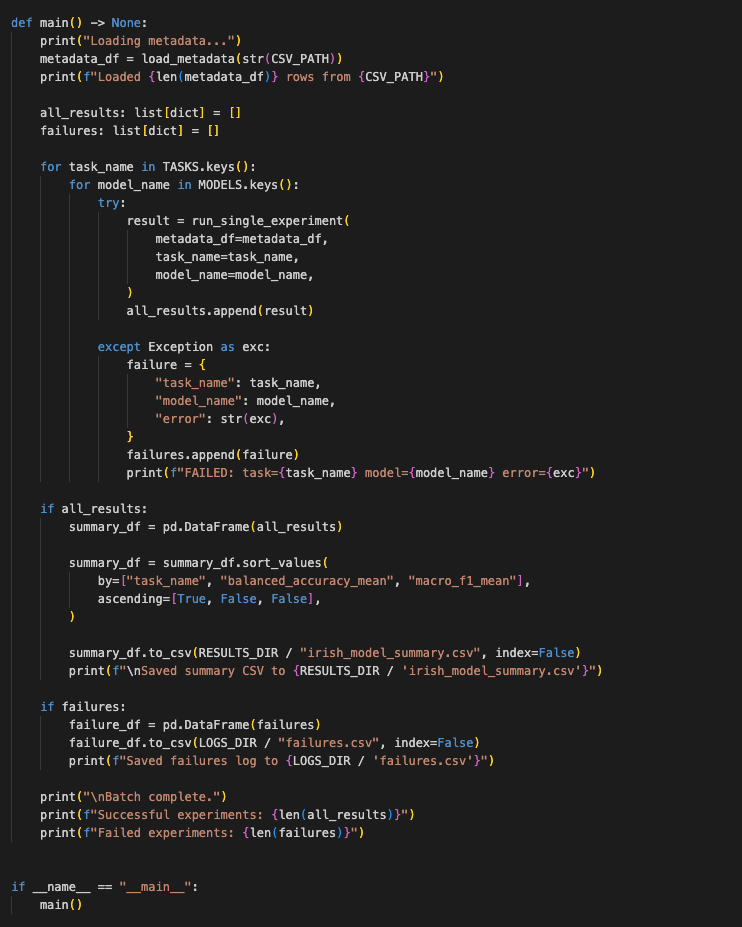 def main() -> None:
    print("Loading metadata...")
    metadata_df = load_metadata(str(CSV_PATH))
    print(f"Loaded {len(metadata_df)} rows from {CSV_PATH}")

    all_results: list[dict] = []
    failures: list[dict] = []

    for task_name in TASKS.keys():
        for model_name in MODELS.keys():
            try:
                result = run_single_experiment(
                    metadata_df=metadata_df,
                    task_name=task_name,
                    model_name=model_name,
                )
                all_results.append(result)

            except Exception as exc:
                failure = {
                    "task_name": task_name,
                    "model_name": model_name,
                    "error": str(exc),
                }
                failures.append(failure)
                print(f"FAILED: task={task_name} model={model_name} error={exc}")

    if all_results:
        summary_df = pd.DataFrame(all_results)

        summary_df = summary_df.sort_values(
            by=["task_name", "balanced_accuracy_mean", "macro_f1_mean"],
            ascending=[True, False, False],
        )

        summary_df.to_csv(RESULTS_DIR / "irish_model_summary.csv", index=False)
        print(f"\nSaved summary CSV to {RESULTS_DIR / 'irish_model_summary.csv'}")

    if failures:
        failure_df = pd.DataFrame(failures)
        failure_df.to_csv(LOGS_DIR / "failures.csv", index=False)
        print(f"Saved failures log to {LOGS_DIR / 'failures.csv'}")

    print("\nBatch complete.")
    print(f"Successful experiments: {len(all_results)}")
    print(f"Failed experiments: {len(failures)}")


if __name__ == "__main__":
    main()